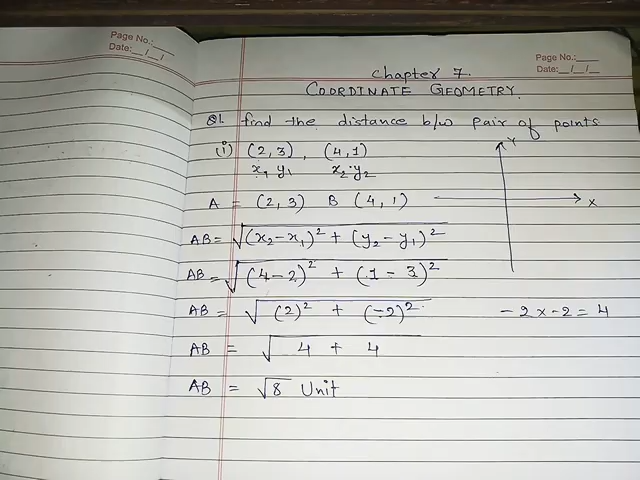 Page No.:
Date: / /
Page No.:
Date: / /
Chapter 7.
COORDINATE GEOMETRY.
Q1. find the distance b/w pair of points
(i) (2,3), (4,1)
x₁ y₁ x₂ y₂
A = (2,3) B (4,1)
AB = √(x₂-x₁)² + (y₂-y₁)²
AB = √(4-2)² + (1-3)²
AB = √(2)² + (-2)²
-2x-2=4
AB = √4 + 4
AB = √8 Unit
Y
X